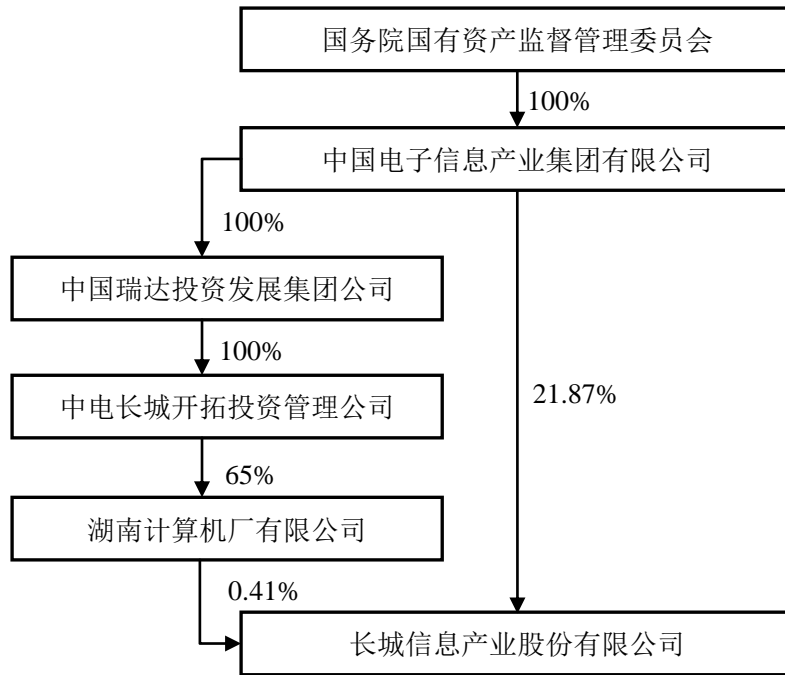 国务院国有资产监督管理委员会
100%
中国电子信息产业集团有限公司
100%
中国瑞达投资发展集团公司
100%
中电长城开拓投资管理公司
21.87%
65%
湖南计算机厂有限公司
0.41%
长城信息产业股份有限公司